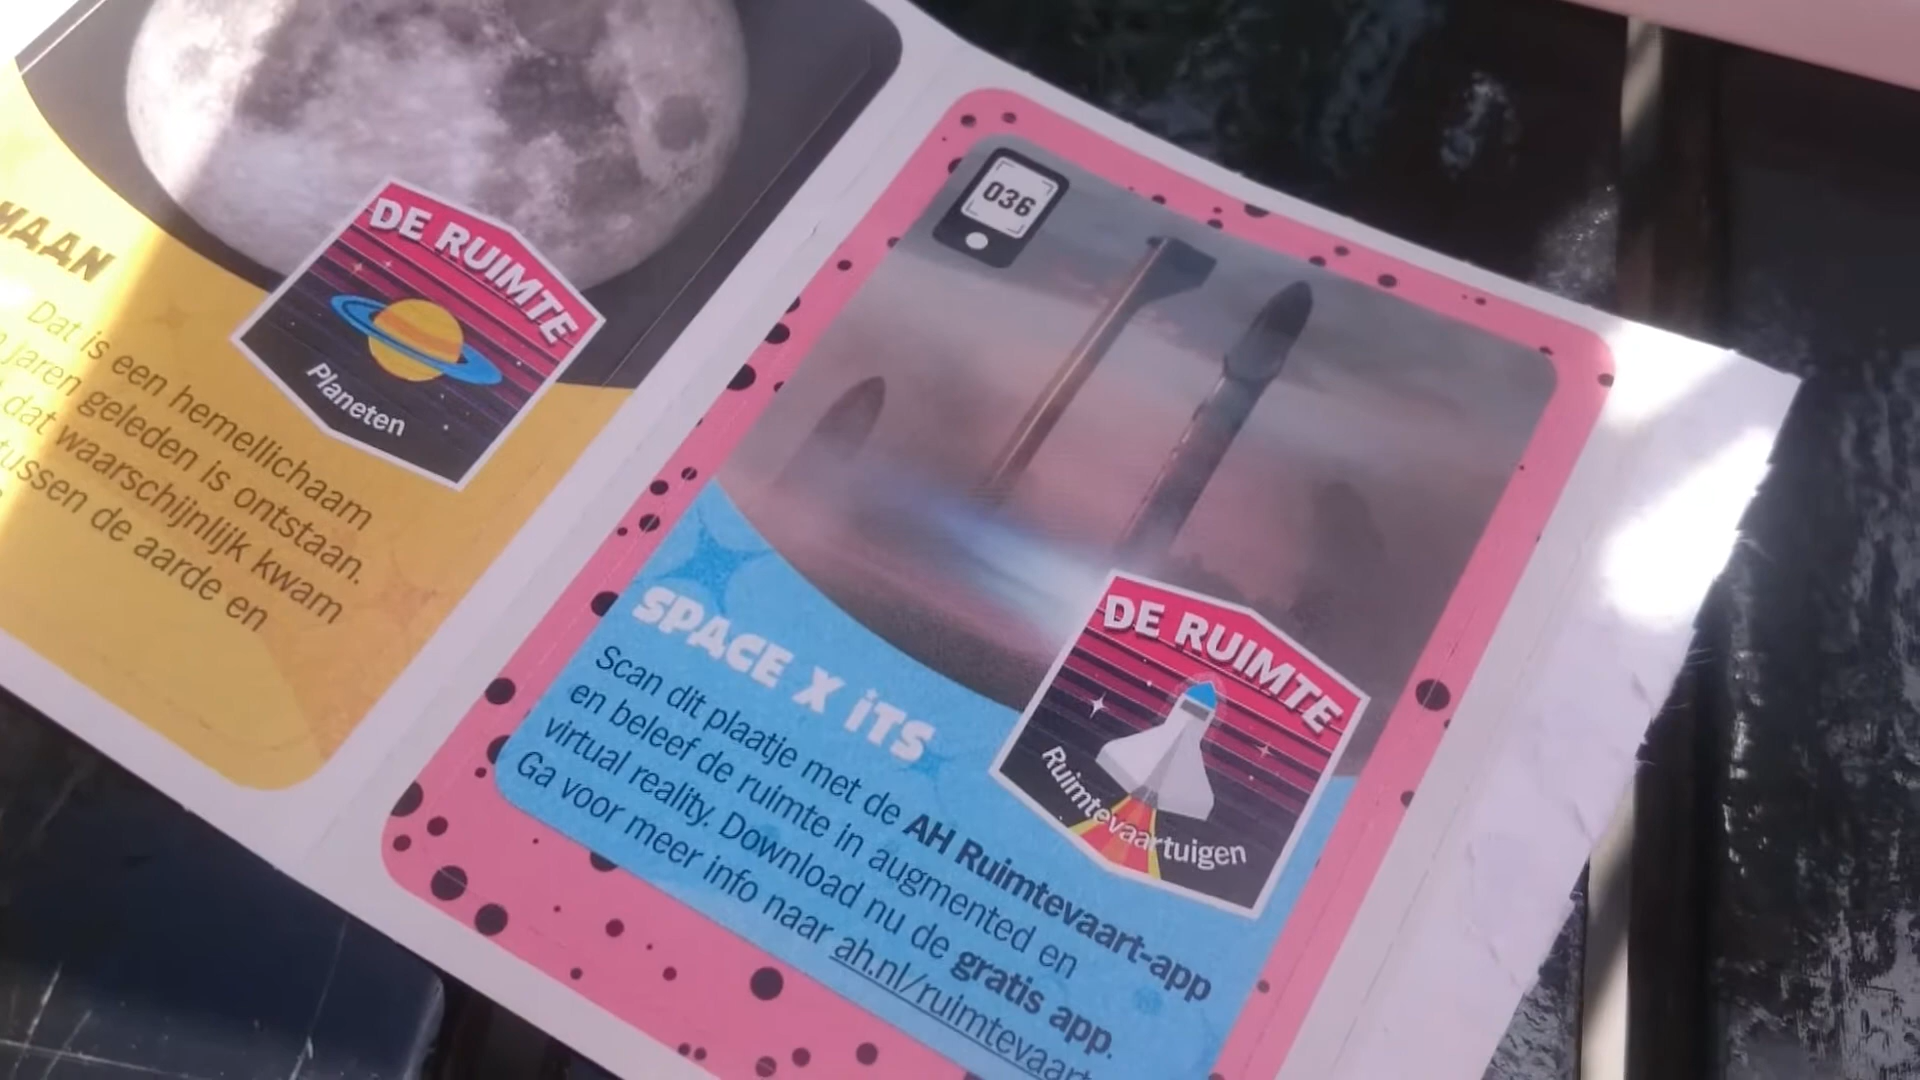 MAAN
Dat is een hemellichaam
jaren geleden is ontstaan.
dat waarschijnlijk kwam
tussen de aarde en
DE RUIMTE
Planeten
036
SPACE X iTS
Scan dit plaatje met de AH Ruimtevaart-app
en beleef de ruimte in augmented en
virtual reality. Download nu de gratis app.
Ga voor meer info naar ah.nl/ruimtevaart
DE RUIMTE
Ruimtevaartuigen